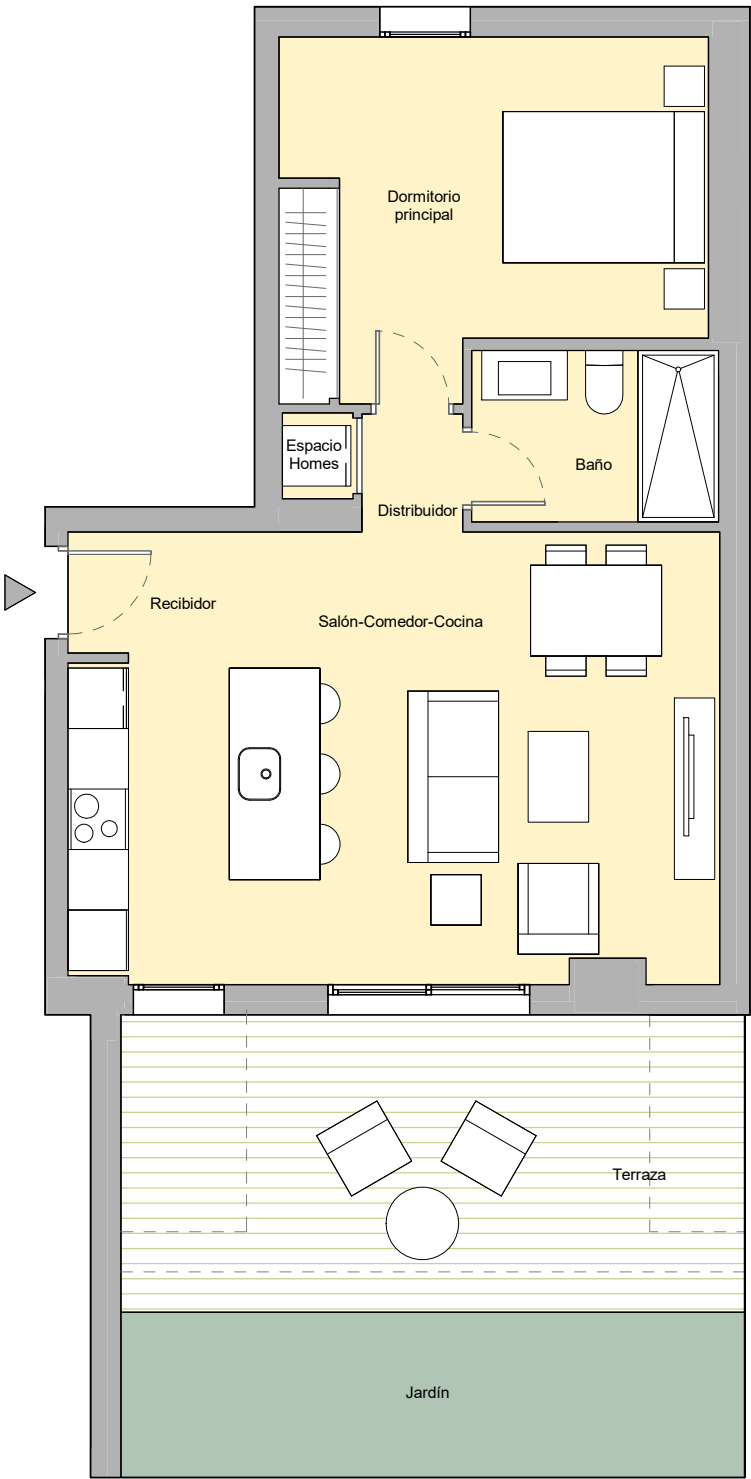 Dormitorio
principal
Espacio
Homes
Baño
Distribuidor
Recibidor
Salón-Comedor-Cocina
Terraza
Jardín